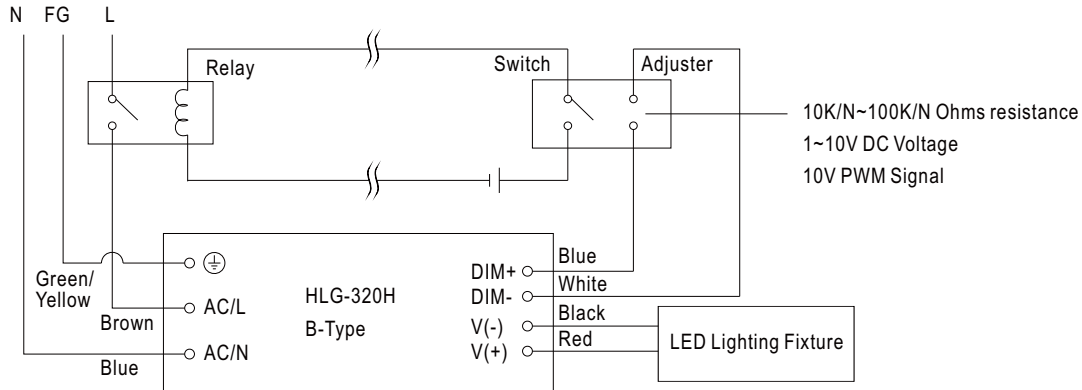 N FG L
Relay
Switch
Adjuster
10K/N~100K/N Ohms resistance
1~10V DC Voltage
10V PWM Signal
Green/
Yellow
Brown
Blue
AC/L
AC/N
HLG-320H
B-Type
DIM+
DIM-
V(-)
V(+)
Blue
White
Black
Red
LED Lighting Fixture